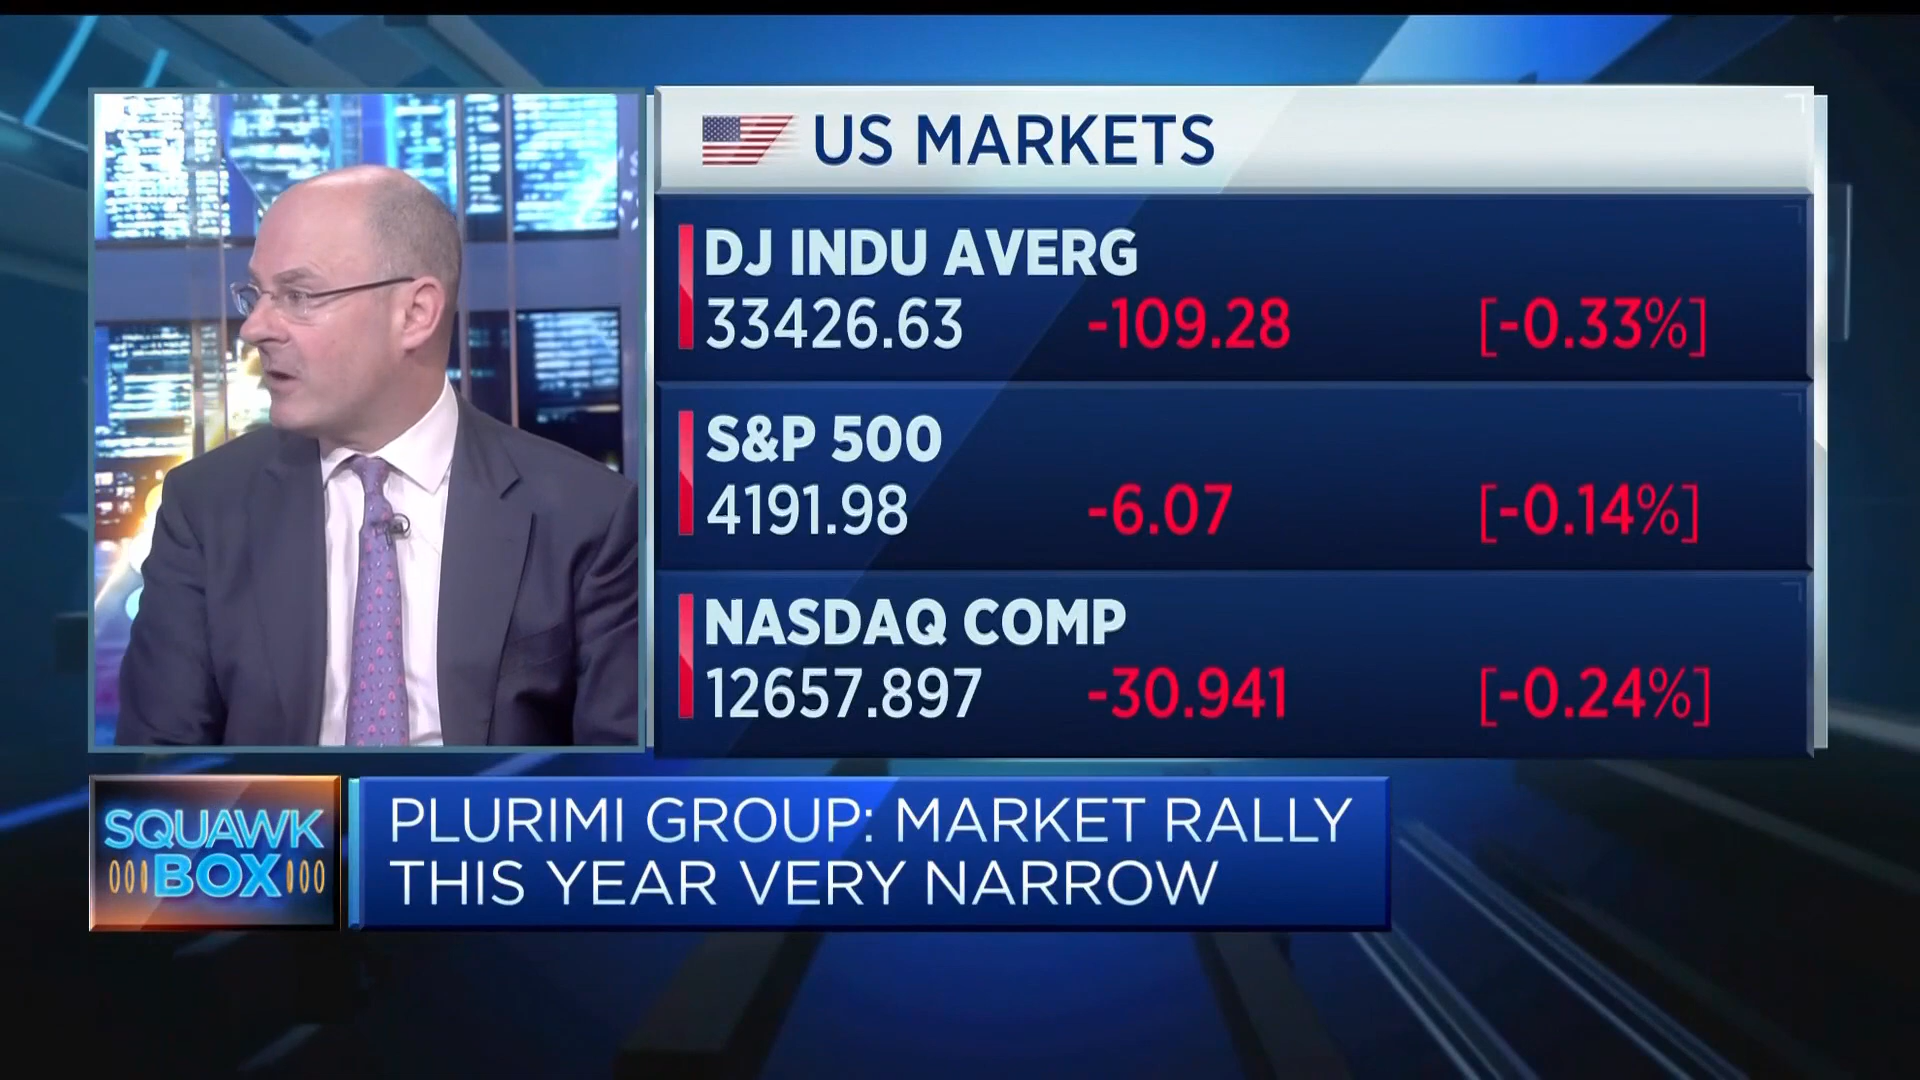 US MARKETS
DJ INDU AVERG
33426.63 -109.28 [-0.33%]
S&P 500
4191.98 -6.07 [-0.14%]
NASDAQ COMP
12657.897 -30.941 [-0.24%]
SQUAWK
BOX
PLURIMI GROUP: MARKET RALLY
THIS YEAR VERY NARROW